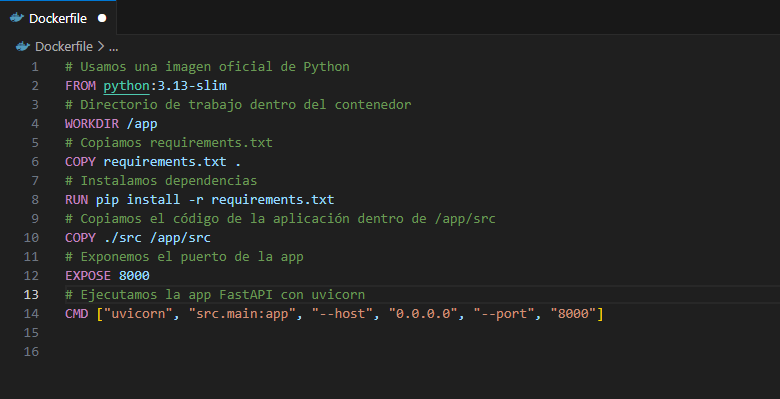 Dockerfile
Dockerfile > ...
1 # Usamos una imagen oficial de Python
2 FROM python:3.13-slim
3 # Directorio de trabajo dentro del contenedor
4 WORKDIR /app
5 # Copiamos requirements.txt
6 COPY requirements.txt .
7 # Instalamos dependencias
8 RUN pip install -r requirements.txt
9 # Copiamos el código de la aplicación dentro de /app/src
10 COPY ./src /app/src
11 # Exponemos el puerto de la app
12 EXPOSE 8000
13 # Ejecutamos la app FastAPI con uvicorn
14 CMD ["uvicorn", "src.main:app", "--host", "0.0.0.0", "--port", "8000"]
15
16